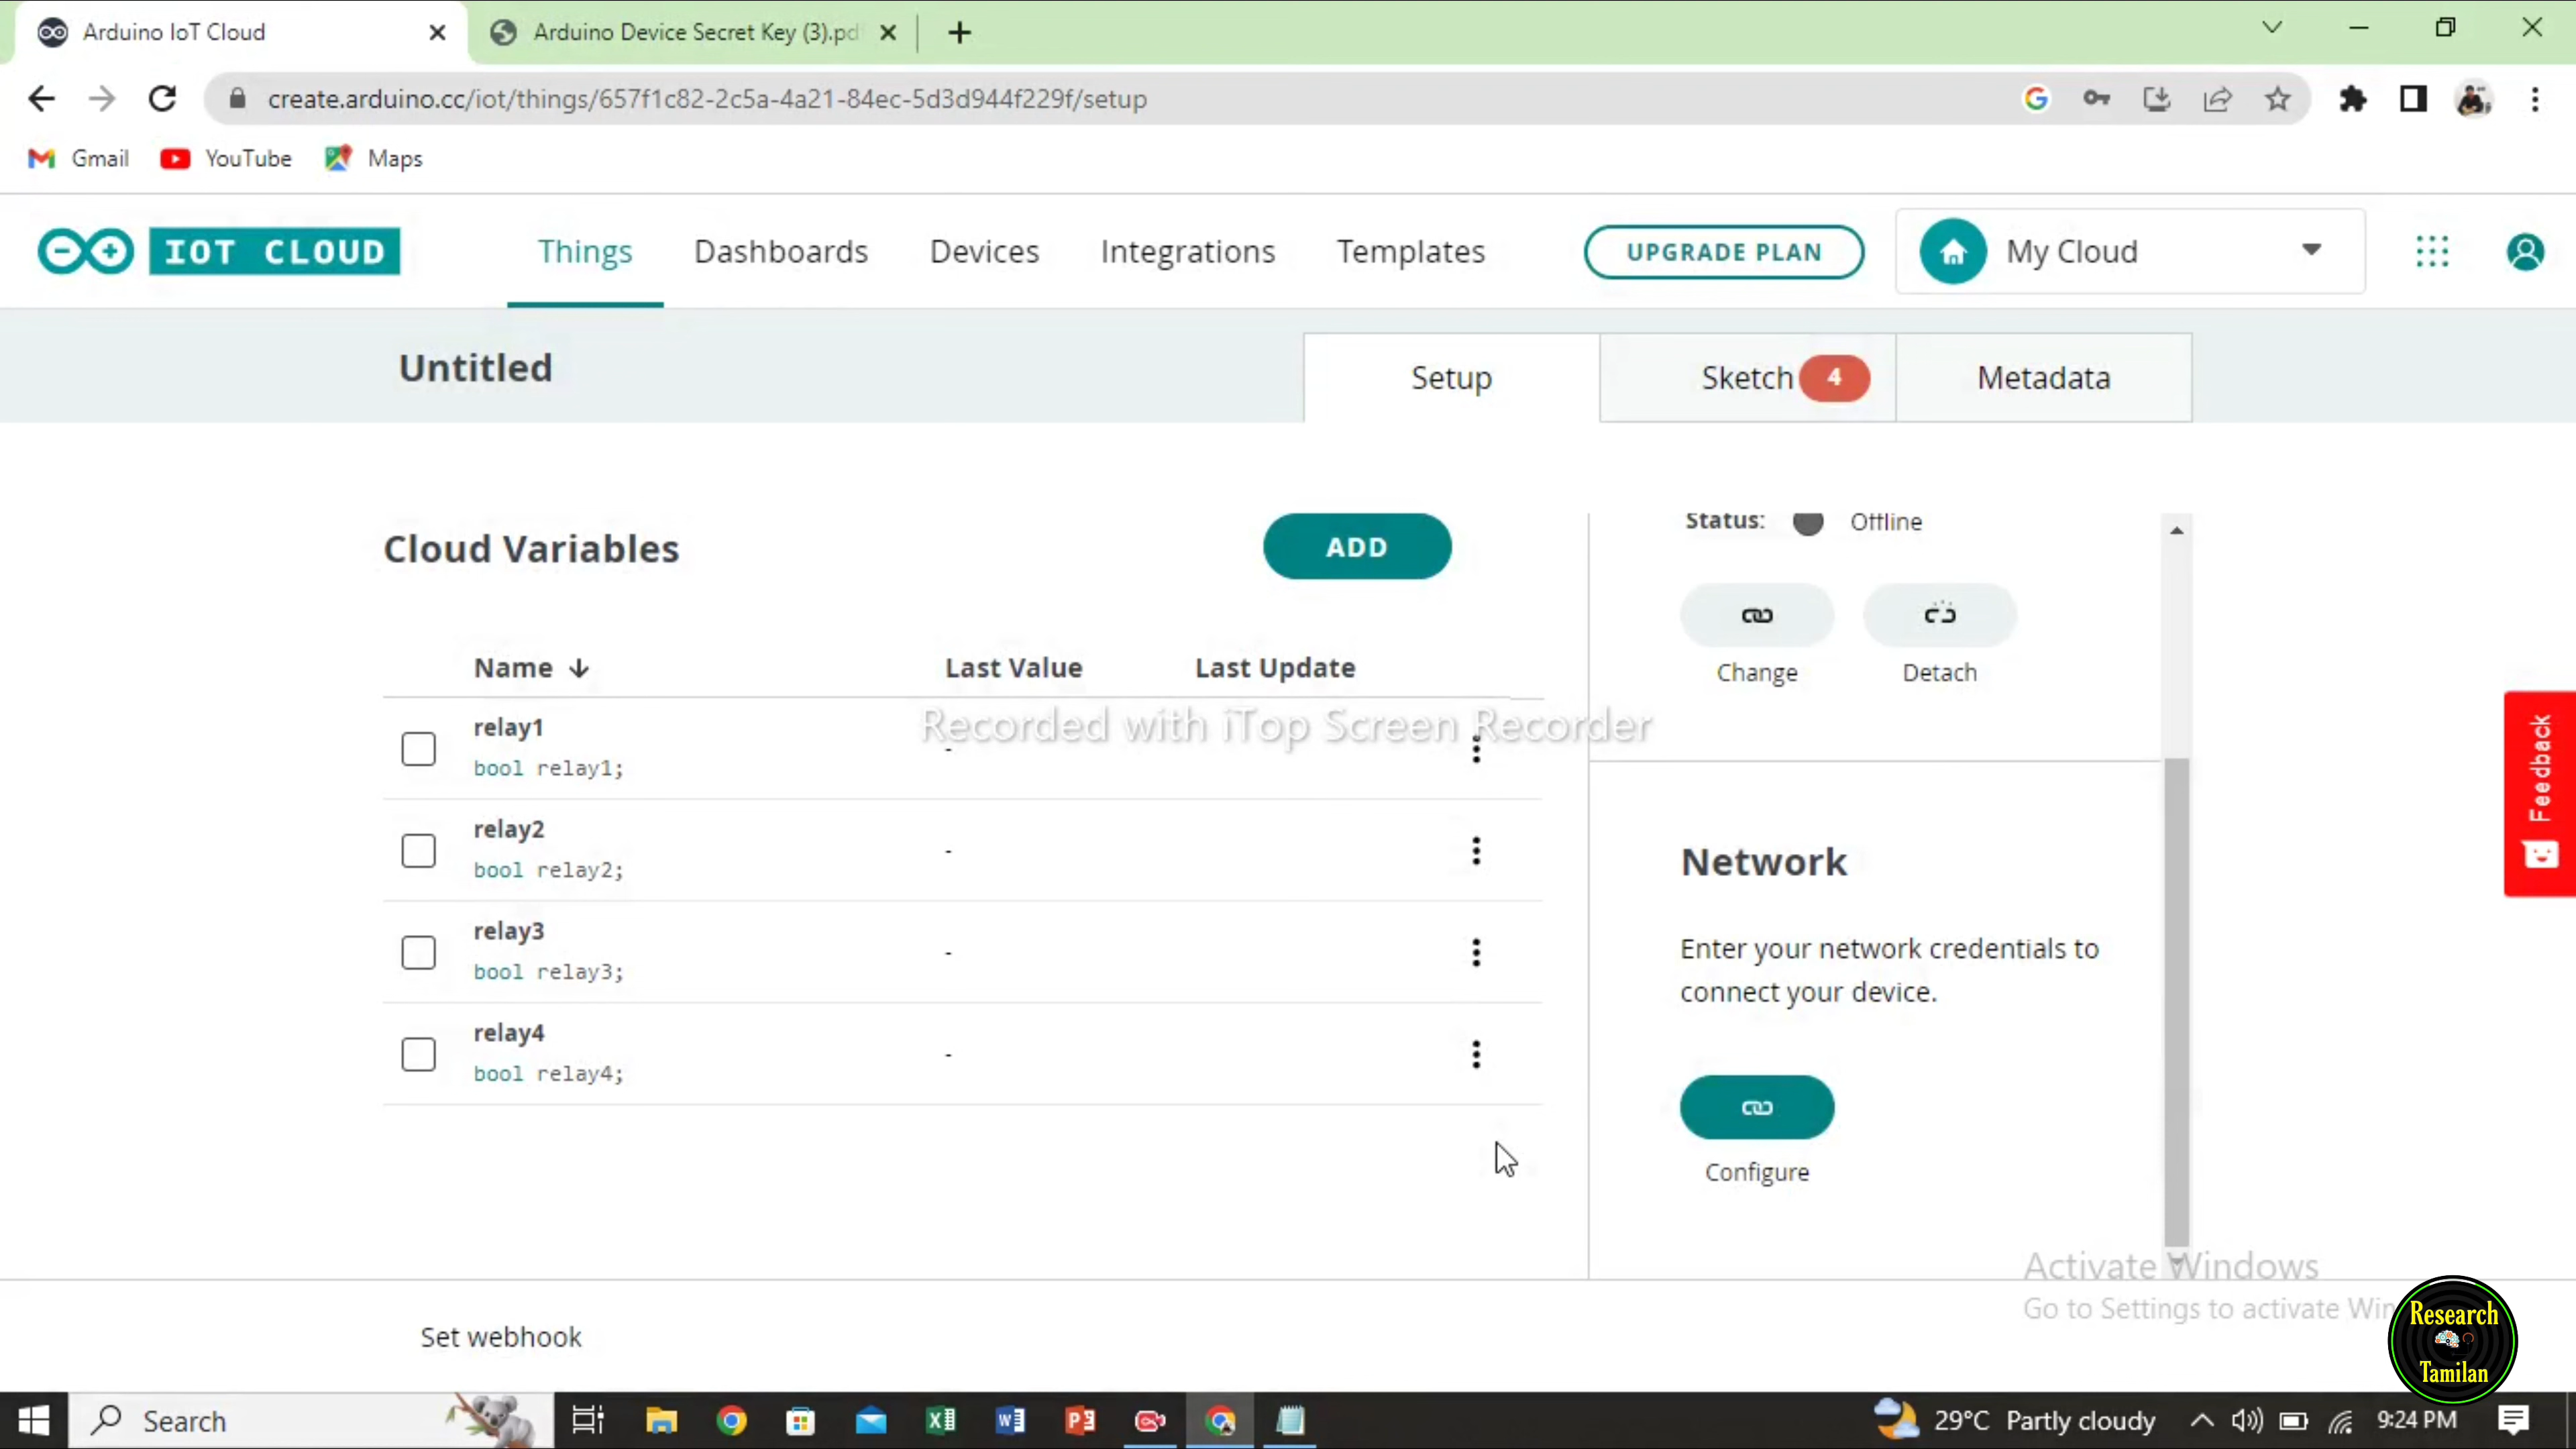 Arduino IoT Cloud
Arduino Device Secret Key (3).pd
create.arduino.cc/iot/things/657f1c82-2c5a-4a21-84ec-5d3d944f229f/setup
Gmail YouTube Maps
IOT CLOUD
Things Dashboards Devices Integrations Templates
UPGRADE PLAN
My Cloud
Untitled
Setup Sketch 4 Metadata
Cloud Variables
ADD
Name Last Value Last Update
relay1
bool relay1;
-
relay2
bool relay2;
-
relay3
bool relay3;
-
relay4
bool relay4;
-
Recorded with iTop Screen Recorder
Status: Offline
Change Detach
Network
Enter your network credentials to
connect your device.
Configure
Feedback
Set webhook
Activate Windows
Go to Settings to activate Win
Research
Tamilan
Search
29°C Partly cloudy
9:24 PM